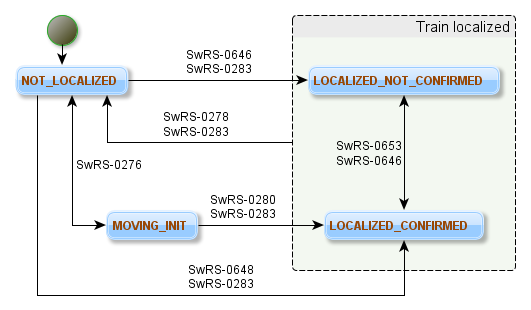 Train localized
SwRS-0646
SwRS-0283
NOT_LOCALIZED
LOCALIZED_NOT_CONFIRMED
SwRS-0278
SwRS-0283
SwRS-0653
SwRS-0646
SwRS-0276
SwRS-0280
SwRS-0283
MOVING_INIT
LOCALIZED_CONFIRMED
SwRS-0648
SwRS-0283